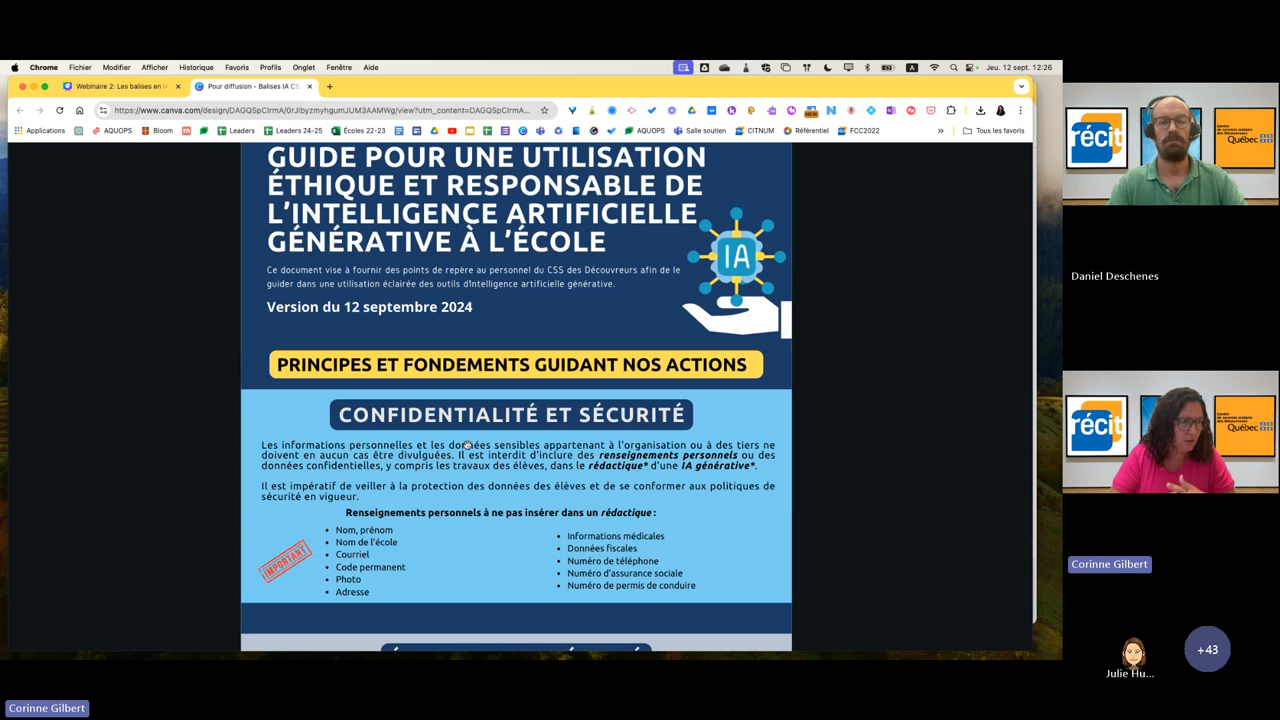 Chrome Fichier Modifier Afficher Historique Favoris Profils Onglet Fenêtre Aide
Jeu. 12 sept. 12:26
Webinaire 2: Les balises en
Pour diffusion - Balises IA CS
https://www.canva.com/design/DAGQSpClrmA/0rJibyzmyhgumJUM3AAMWg/view?utm_content=DAGQSpClrmA...
Applications AQUOPS Bloom Leaders Leaders 24-25 Écoles 22-23 AQUOPS Salle soutien CITNUM Référentiel FCC2022 » Tous les favoris
GUIDE POUR UNE UTILISATION
ÉTHIQUE ET RESPONSABLE DE
L'INTELLIGENCE ARTIFICIELLE
GÉNÉRATIVE À L'ÉCOLE
IA
Ce document vise à fournir des points de repère au personnel du CSS des Découvreurs afin de le
guider dans une utilisation éclairée des outils d'intelligence artificielle générative.
Version du 12 septembre 2024
PRINCIPES ET FONDEMENTS GUIDANT NOS ACTIONS
CONFIDENTIALITÉ ET SÉCURITÉ
Les informations personnelles et les données sensibles appartenant à l'organisation ou à des tiers ne
doivent en aucun cas être divulguées. Il est interdit d'inclure des renseignements personnels ou des
données confidentielles, y compris les travaux des élèves, dans le rédactique* d'une IA générative*.
Il est impératif de veiller à la protection des données des élèves et de se conformer aux politiques de
sécurité en vigueur.
Renseignements personnels à ne pas insérer dans un rédactique :
IMPORTANT
• Nom, prénom
• Nom de l'école
• Courriel
• Code permanent
• Photo
• Adresse
• Informations médicales
• Données fiscales
• Numéro de téléphone
• Numéro d'assurance sociale
• Numéro de permis de conduire
récit
Québec
Daniel Deschenes
récit
Québec
Corinne Gilbert
Julie Hu...
+43
Corinne Gilbert